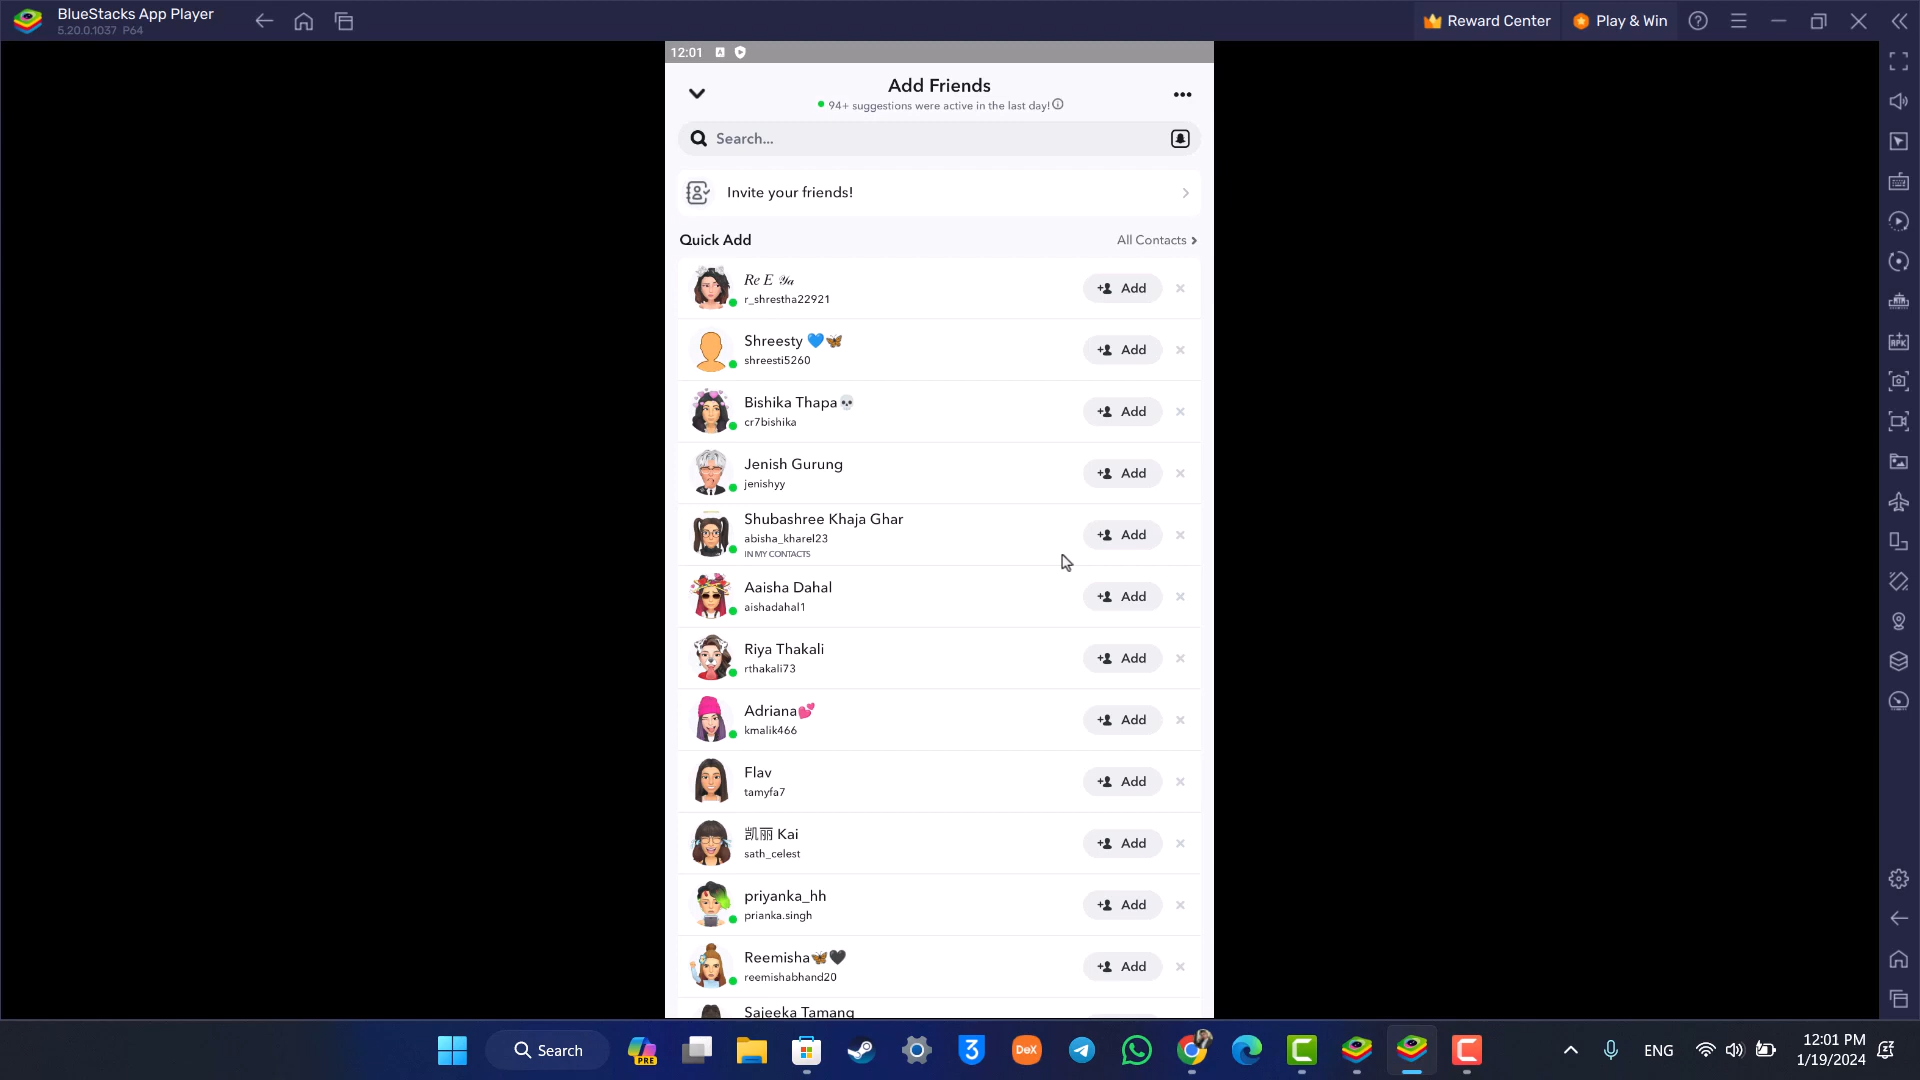 BlueStacks App Player
5.20.0.1037 P64
Reward Center
Play & Win
12:01
Add Friends
94+ suggestions were active in the last day!
Search...
Invite your friends!
Quick Add
All Contacts
Re E Ya
r_shrestha22921
Add
Shreesty 💙🦋
shreesti5260
Add
Bishika Thapa💀
cr7bishika
Add
Jenish Gurung
jenishyy
Add
Shubashree Khaja Ghar
abisha_kharel23
IN MY CONTACTS
Add
Aaisha Dahal
aishadahal1
Add
Riya Thakali
rthakali73
Add
Adriana💕
kmalik466
Add
Flav
tamyfa7
Add
凯丽 Kai
sath_celest
Add
priyanka_hh
prianka.singh
Add
Reemisha🦋🖤
reemishabhand20
Add
Sajeeka Tamang
Search
PRE
3
DeX
ENG
12:01 PM
1/19/2024